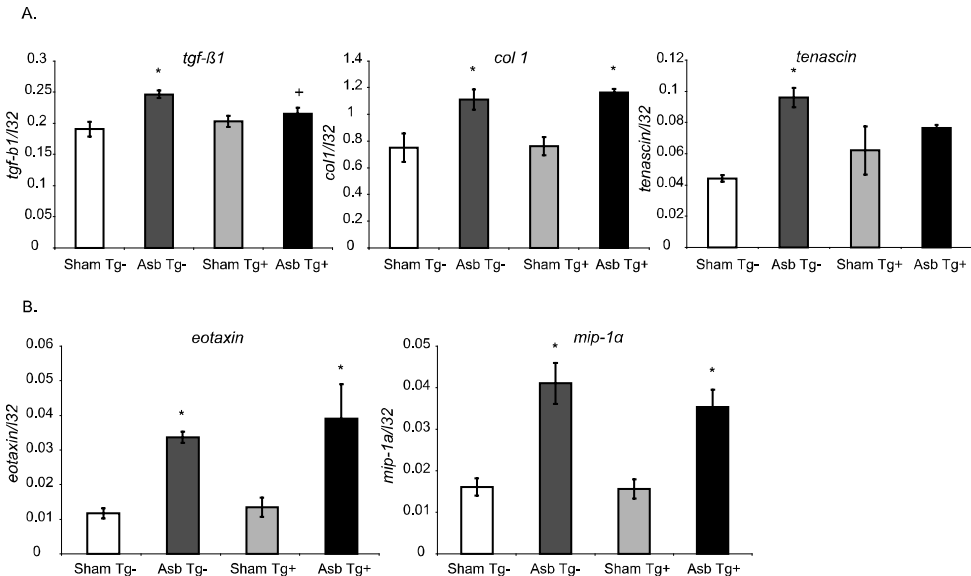 A.
tgf-ß1
0.3
0.25
0.2
0.15
0.1
0.05
0
tgf-b1/l32
*
+
Sham Tg- Asb Tg- Sham Tg+ Asb Tg+
col 1
1.4
1.2
1
0.8
0.6
0.4
0.2
0
col1/l32
*
*
Sham Tg- Asb Tg- Sham Tg+ Asb Tg+
tenascin
0.12
0.1
0.08
0.06
0.04
0.02
0
tenascin/l32
*
Sham Tg- Asb Tg- Sham Tg+ Asb Tg+
B.
eotaxin
0.06
0.05
0.04
0.03
0.02
0.01
0
eotaxin/l32
*
*
Sham Tg- Asb Tg- Sham Tg+ Asb Tg+
mip-1α
0.05
0.04
0.03
0.02
0.01
0
mip-1a/l32
*
*
Sham Tg- Asb Tg- Sham Tg+ Asb Tg+